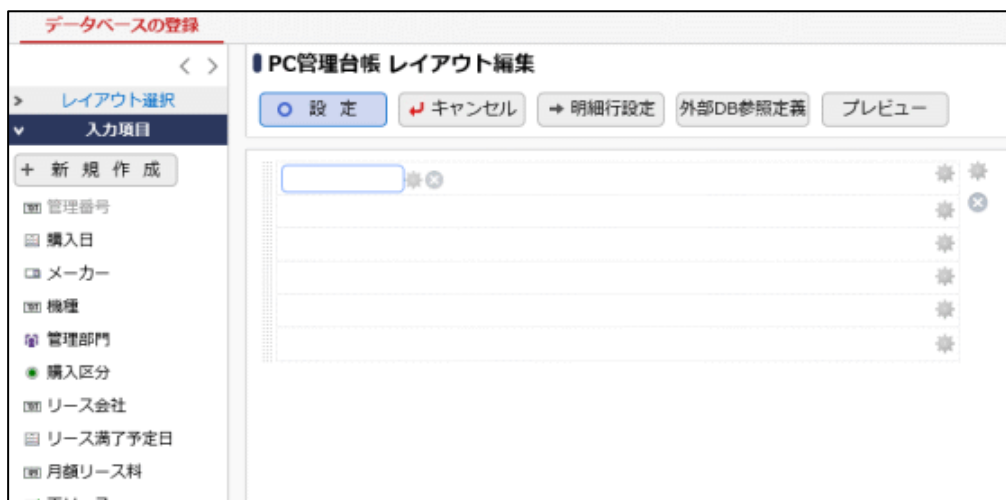 データベースの登録
< >
PC管理台帳 レイアウト編集
> レイアウト選択
設 定
キャンセル
明細行設定
外部DB参照定義
プレビュー
入力項目
+ 新 規 作 成
管理番号
購入日
メーカー
機種
管理部門
購入区分
リース会社
リース満了予定日
月額リース料